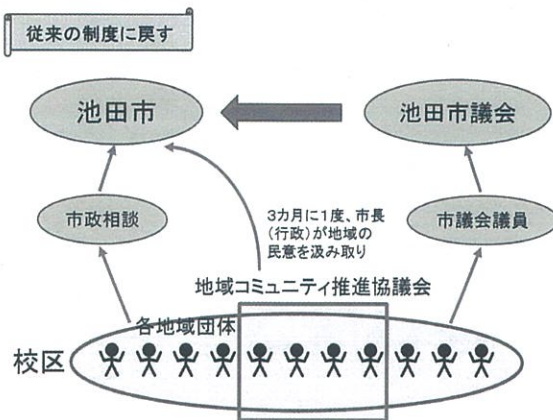 従来の制度に戻す
池田市
池田市議会
市政相談
3カ月に1度、市長
(行政)が地域の
民意を汲み取り
市議会議員
地域コミュニティ推進協議会
各地域団体
校区